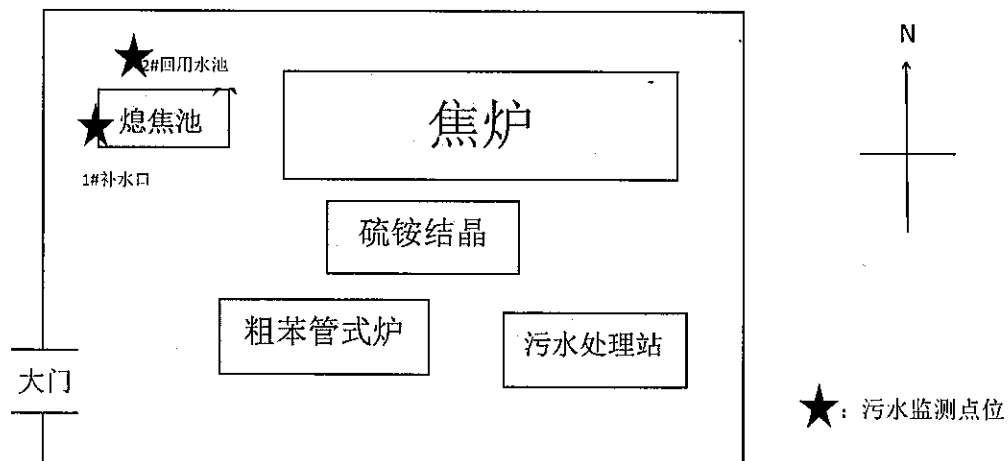 N
2#回用水池
熄焦池
焦炉
1#补水口
硫铵结晶
粗苯管式炉
污水处理站
大门
★：污水监测点位